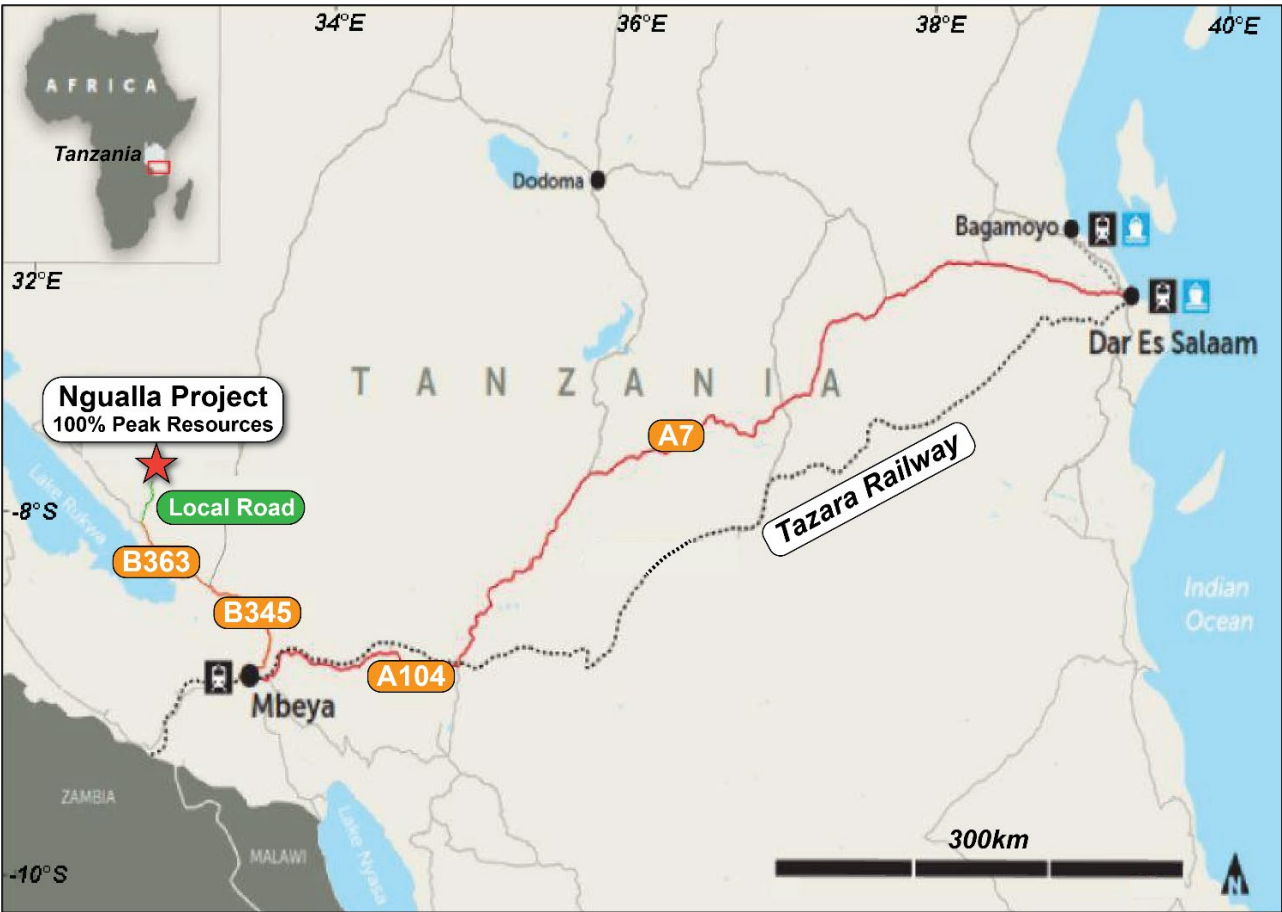 34°E
36°E
38°E
40°E
AFRICA
Tanzania
Dodoma
Bagamoyo
32°E
Dar Es Salaam
TANZANIA
Ngualla Project
100% Peak Resources
A7
Tazara Railway
Lake Rukwa
Local Road
-8°S
B363
B345
Indian
Ocean
A104
Mbeya
ZAMBIA
MALAWI
Lake Nyasa
300km
-10°S
N